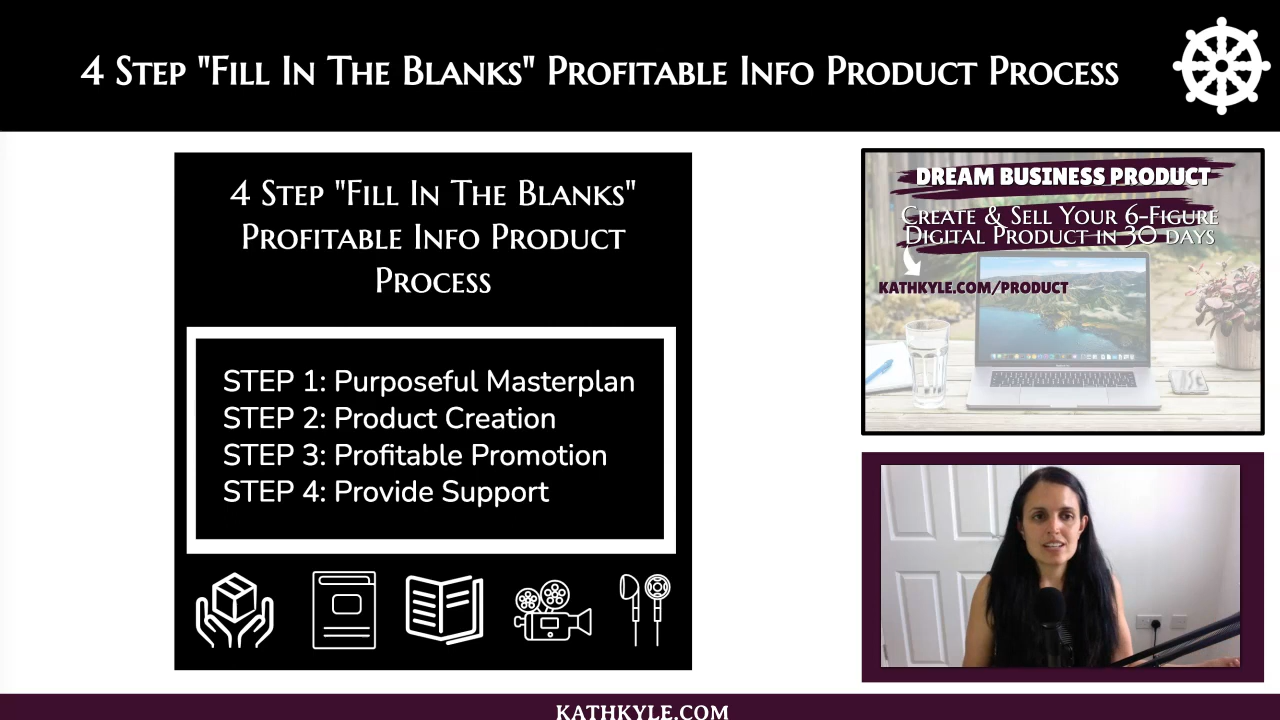 4 Step "Fill In The Blanks" Profitable Info Product Process
4 Step "Fill In The Blanks"
Profitable Info Product
Process
STEP 1: Purposeful Masterplan
STEP 2: Product Creation
STEP 3: Profitable Promotion
STEP 4: Provide Support
DREAM BUSINESS PRODUCT
Create & Sell Your 6-Figure
Digital Product in 30 days
KATHKYLE.COM/PRODUCT
KATHKYLE.COM